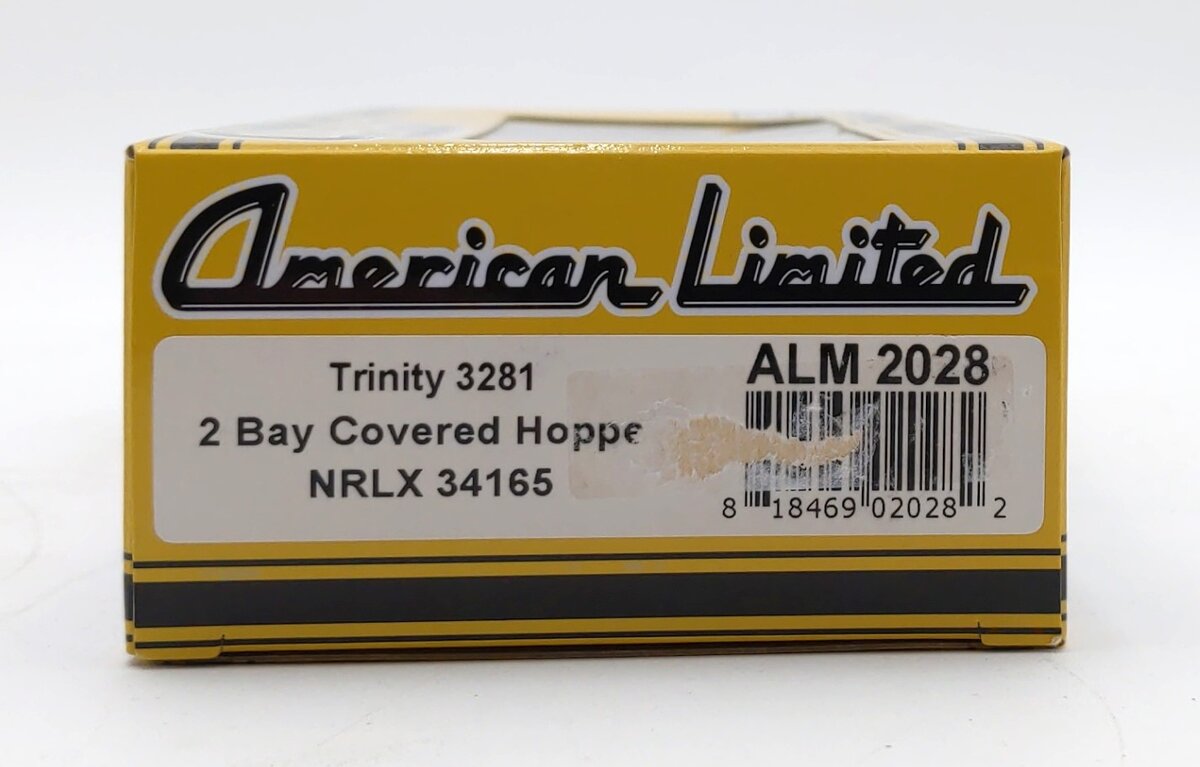 American Limited
Trinity 3281
2 Bay Covered Hoppe
NRLX 34165
ALM 2028
8 18469 02028 2